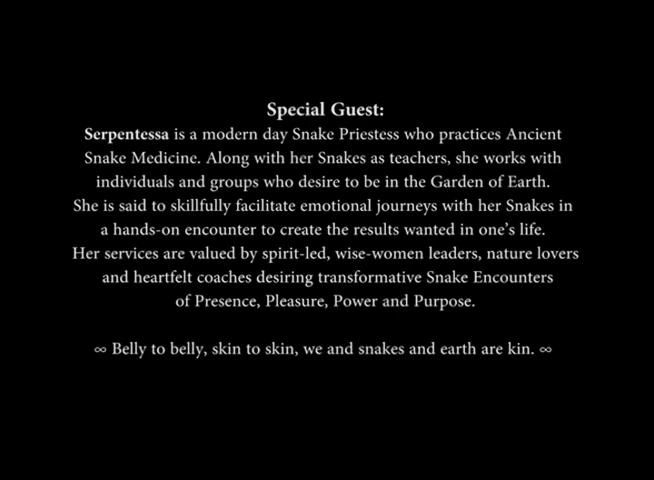 Special Guest:
Serpentessa is a modern day Snake Priestess who practices Ancient
Snake Medicine. Along with her Snakes as teachers, she works with
individuals and groups who desire to be in the Garden of Earth.
She is said to skillfully facilitate emotional journeys with her Snakes in
a hands-on encounter to create the results wanted in one’s life.
Her services are valued by spirit-led, wise-women leaders, nature lovers
and heartfelt coaches desiring transformative Snake Encounters
of Presence, Pleasure, Power and Purpose.
∞ Belly to belly, skin to skin, we and snakes and earth are kin. ∞